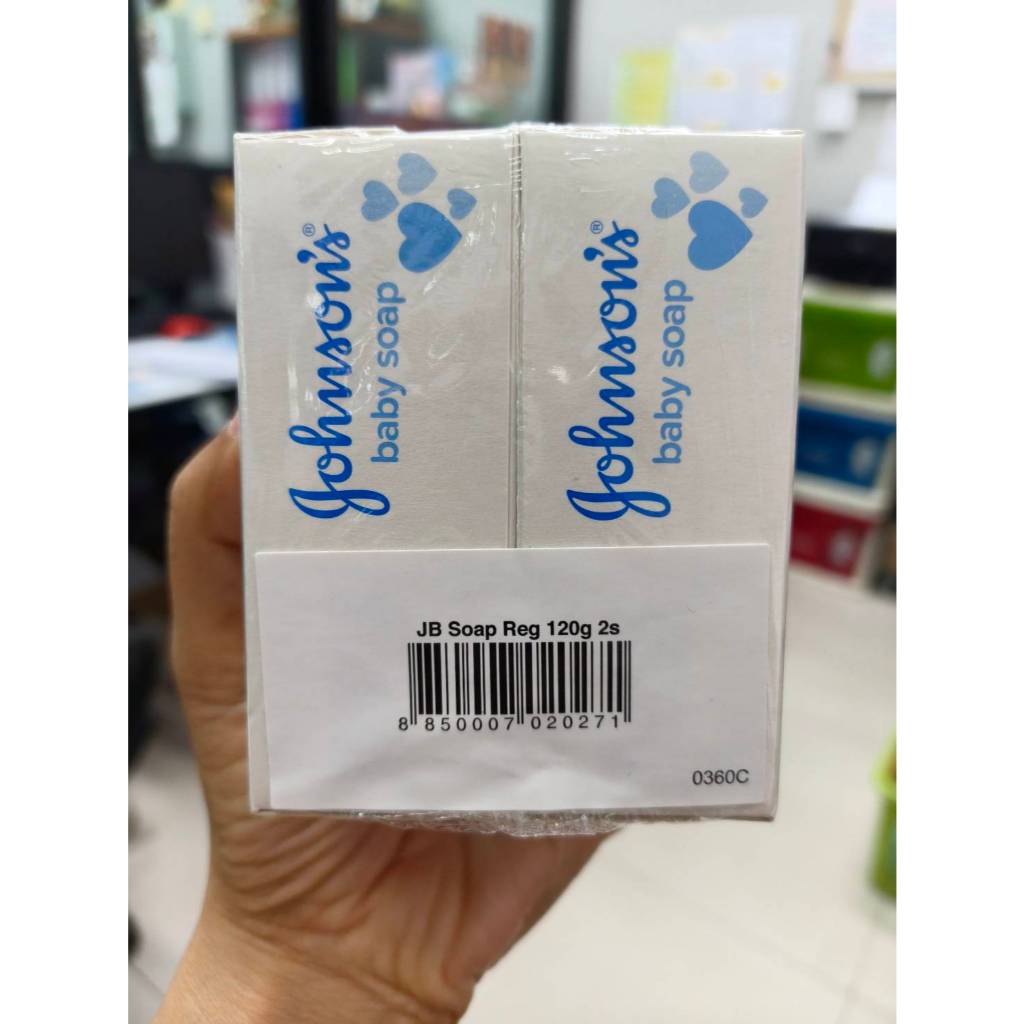 Johnson's®
baby soap
Johnson's®
baby soap
JB Soap Reg 120g 2s
8 850007 020271
0360C